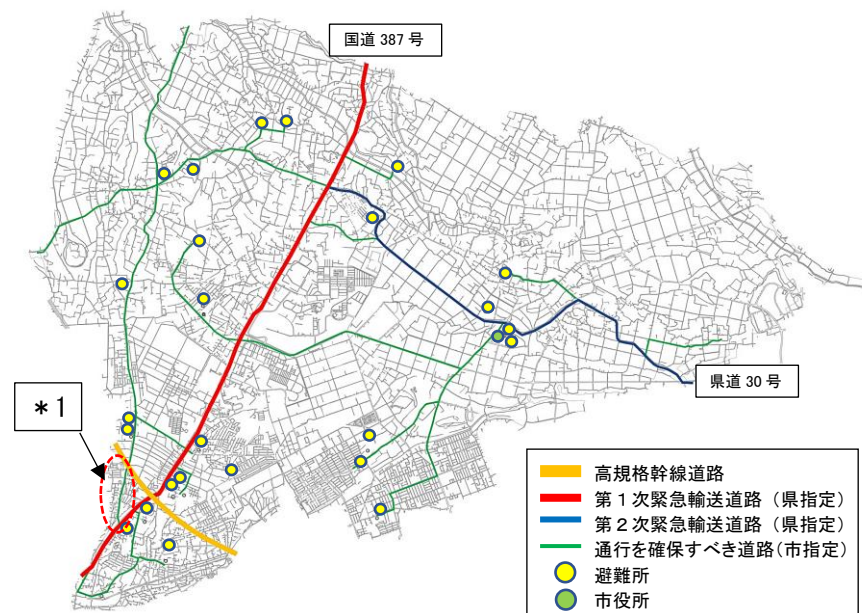 国道 387 号
県道 30 号
＊1
高規格幹線道路
第１次緊急輸送道路（県指定）
第２次緊急輸送道路（県指定）
通行を確保すべき道路（市指定）
避難所
市役所